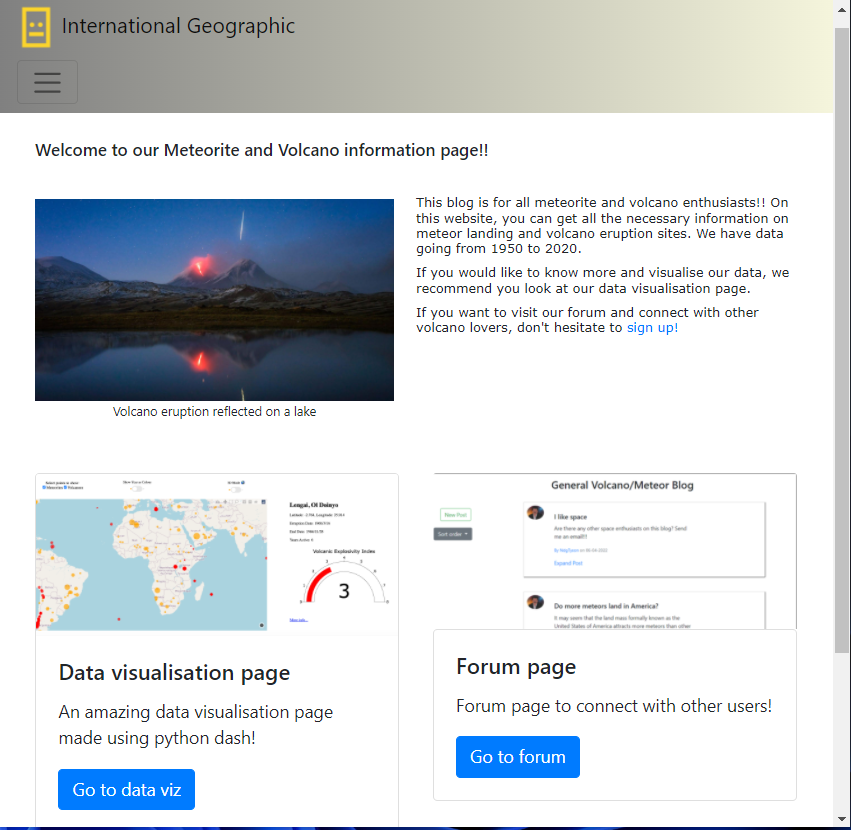 International Geographic
Welcome to our Meteorite and Volcano information page!!
This blog is for all meteorite and volcano enthusiasts!! On
this website, you can get all the necessary information on
meteor landing and volcano eruption sites. We have data
going from 1950 to 2020.
If you would like to know more and visualise our data, we
recommend you look at our data visualisation page.
If you want to visit our forum and connect with other
volcano lovers, don't hesitate to sign up!
Volcano eruption reflected on a lake
Lengai, Ol Doinyo
Volcanic Explosivity Index
3
Data visualisation page
An amazing data visualisation page
made using python dash!
Go to data viz
General Volcano/Meteor Blog
New Post
Sort order
I like space
Are there any other space enthusiasts on this blog? Send
me an email!!!
Expand Post
Do more meteors land in America?
It may seem that the land mass formally known as the
United States of America attracts more meteors than other
Forum page
Forum page to connect with other users!
Go to forum